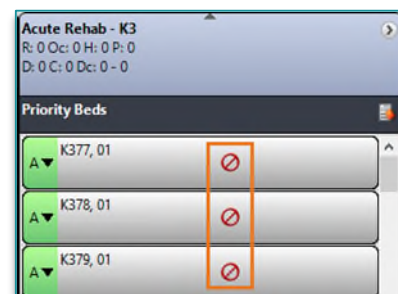 Acute Rehab - K3
R: 0 Oc: 0 H: 0 P: 0
D: 0 C: 0 Dc: 0 - 0
Priority Beds
A K377, 01
A K378, 01
A K379, 01